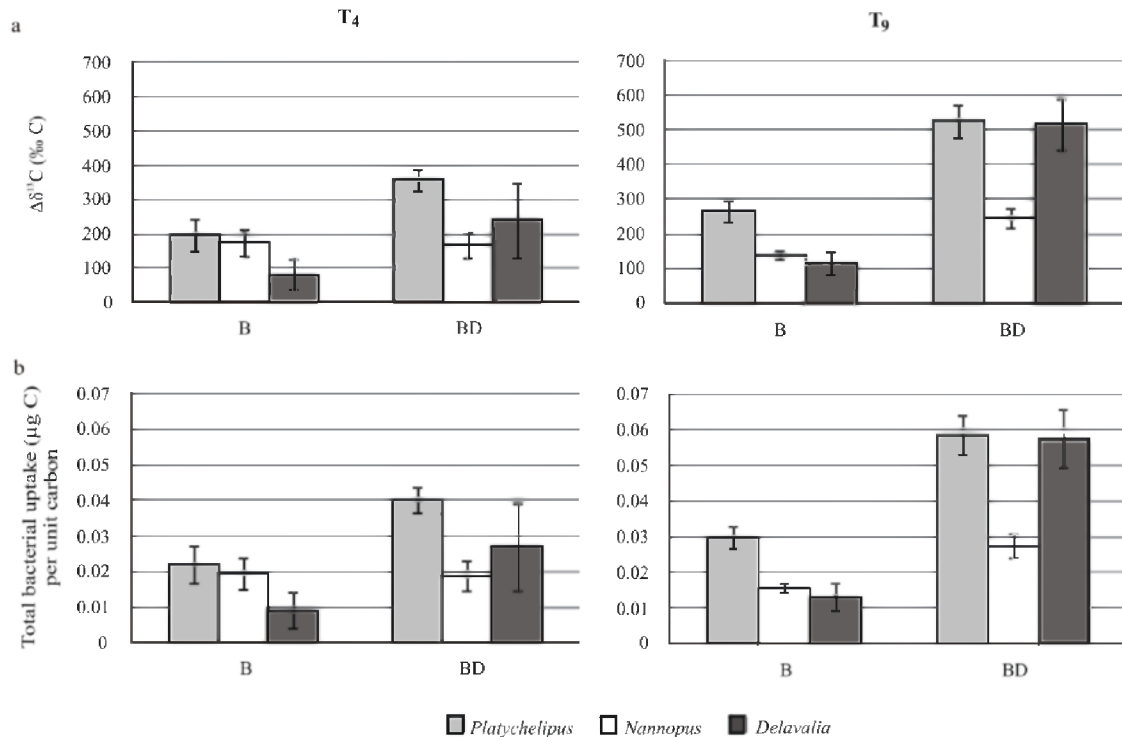 T4 T9
a
Δδ¹³C (‰ C)
700 700
600 600
500 500
400 400
300 300
200 200
100 100
0 0
B BD B BD
b
Total bacterial uptake (µg C)
per unit carbon
0.07 0.07
0.06 0.06
0.05 0.05
0.04 0.04
0.03 0.03
0.02 0.02
0.01 0.01
0 0
B BD B BD
Platychelipus Nannopus Delavalia